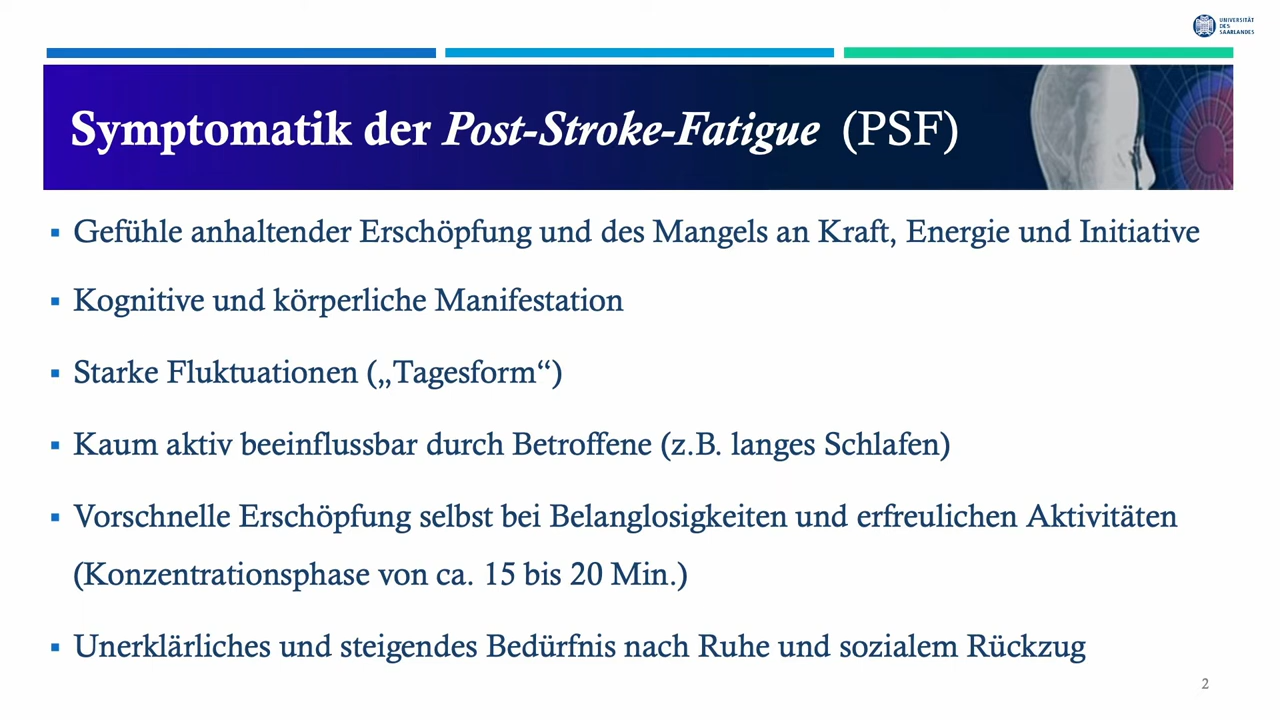 UNIVERSITÄT
DES
SAARLANDES
Symptomatik der Post-Stroke-Fatigue (PSF)
▪ Gefühle anhaltender Erschöpfung und des Mangels an Kraft, Energie und Initiative
▪ Kognitive und körperliche Manifestation
▪ Starke Fluktuationen („Tagesform“)
▪ Kaum aktiv beeinflussbar durch Betroffene (z.B. langes Schlafen)
▪ Vorschnelle Erschöpfung selbst bei Belanglosigkeiten und erfreulichen Aktivitäten
(Konzentrationsphase von ca. 15 bis 20 Min.)
▪ Unerklärliches und steigendes Bedürfnis nach Ruhe und sozialem Rückzug
2